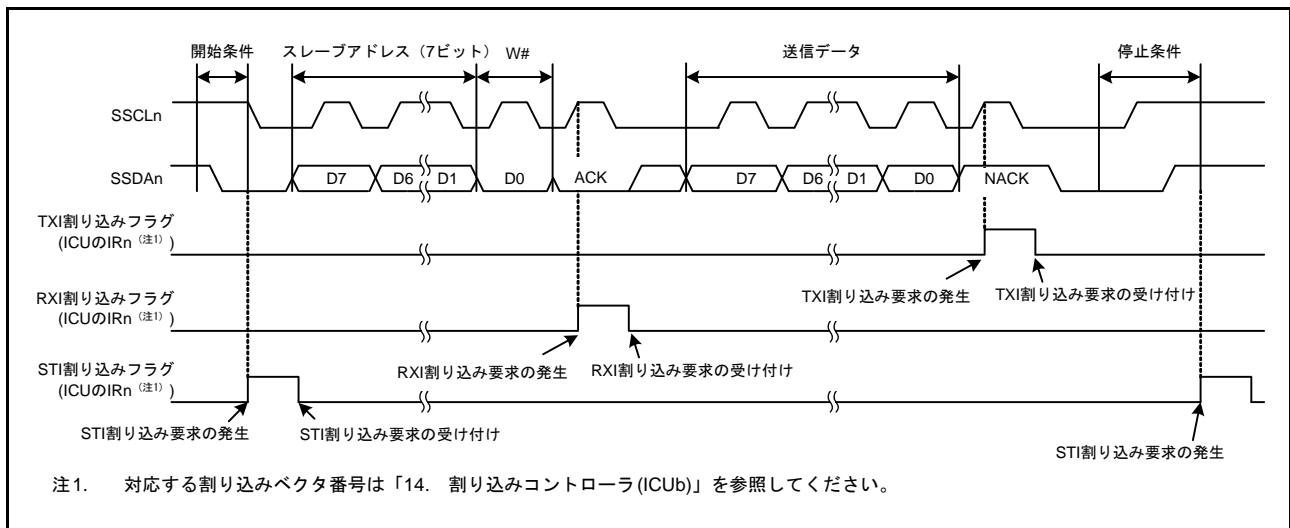 開始条件 スレーブアドレス（7ビット） W# 送信データ 停止条件
SSCLn
SSDAn D7 D6 D1 D0 ACK D7 D6 D1 D0 NACK
TXI割り込みフラグ
(ICUのIRn（注1）)
TXI割り込み要求の発生 TXI割り込み要求の受け付け
RXI割り込みフラグ
(ICUのIRn（注1）)
RXI割り込み要求の発生 RXI割り込み要求の受け付け
STI割り込みフラグ
(ICUのIRn（注1）)
STI割り込み要求の発生 STI割り込み要求の受け付け
STI割り込み要求の発生
注1. 対応する割り込みベクタ番号は「14. 割り込みコントローラ(ICUb)」を参照してください。